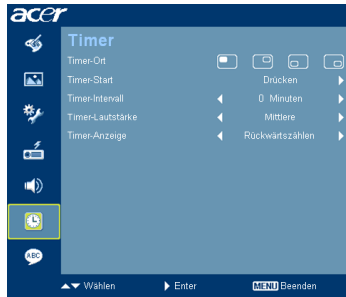 acer
Timer
Timer-Ort
Timer-Start Drücken
Timer-Intervall 0 Minuten
Timer-Lautstärke Mittlere
Timer-Anzeige Rückwärtszählen
ABC
Wählen Enter MENU Beenden